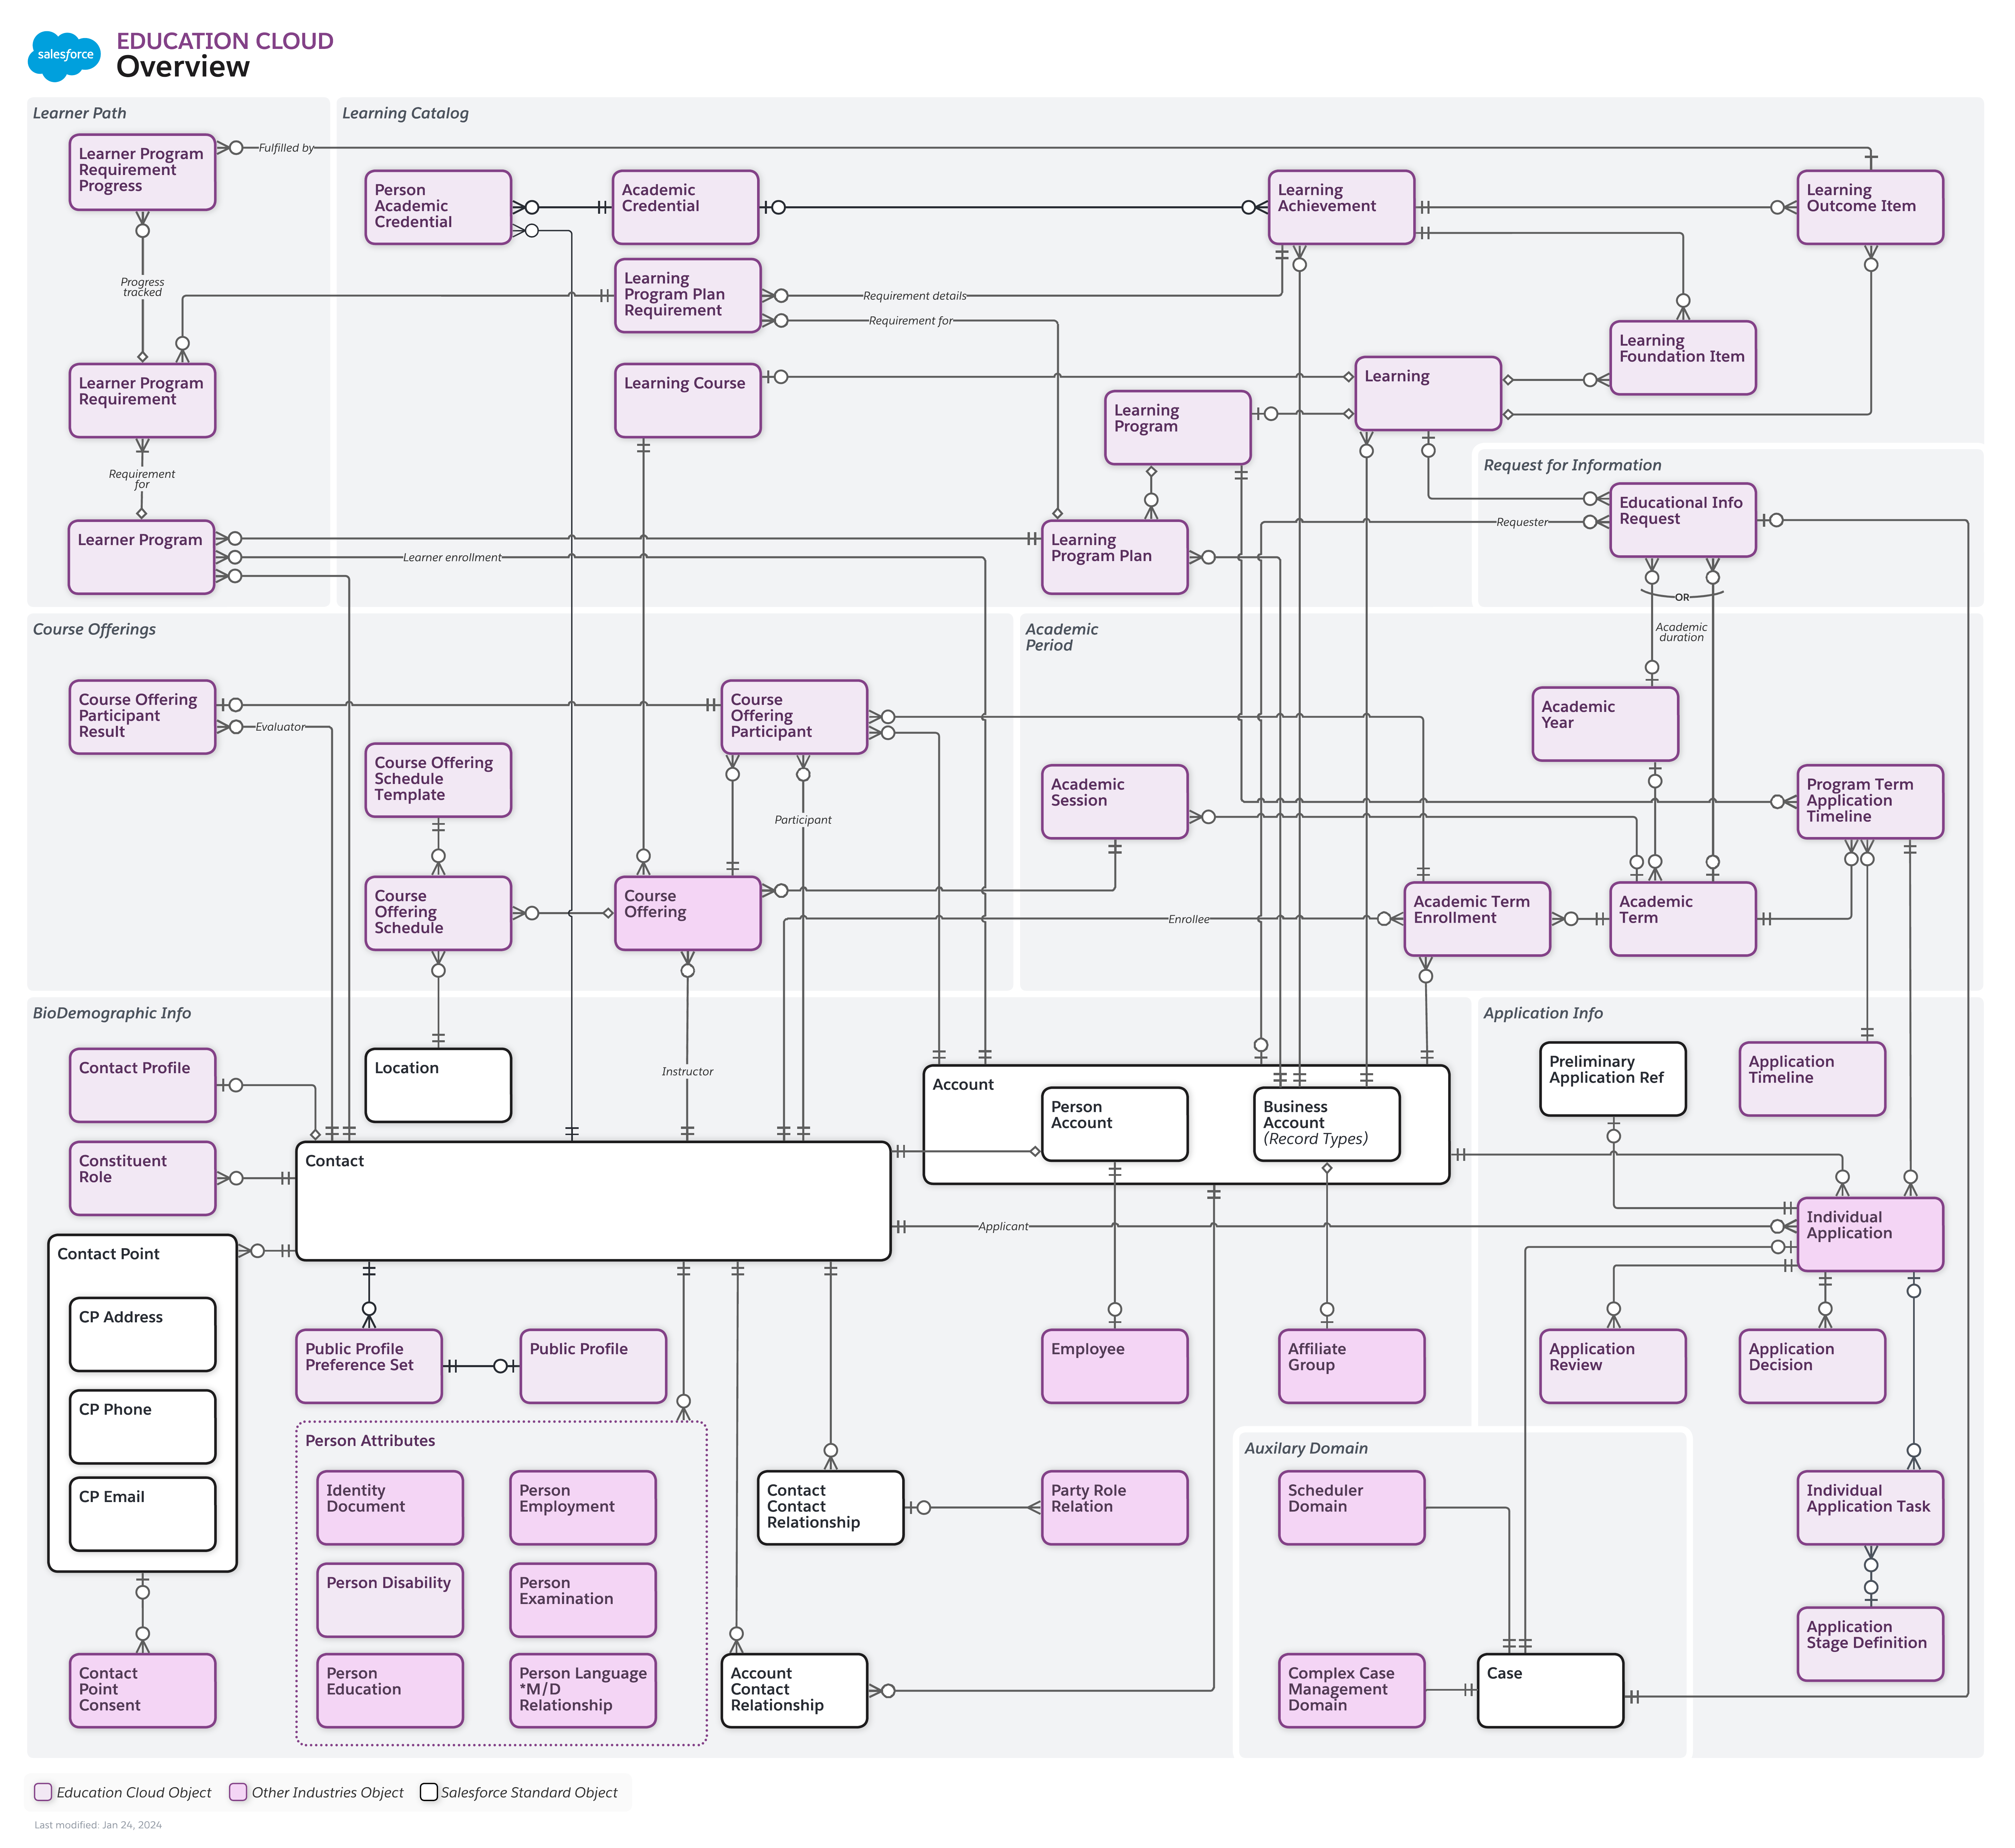 salesforce
EDUCATION CLOUD
Overview
Learner Path
Learner Program
Requirement
Progress
Fulfilled by
Progress
tracked
Learner Program
Requirement
Requirement
for
Learner Program
Learning Catalog
Person
Academic
Credential
Academic
Credential
Learning
Achievement
Learning
Outcome Item
Learning
Program Plan
Requirement
Requirement details
Requirement for
Learning
Foundation Item
Learning Course
Learning
Learning
Program
Learning
Program Plan
Learner enrollment
Request for Information
Educational Info
Request
Requester
OR
Academic
duration
Course Offerings
Course Offering
Participant
Result
Evaluator
Course
Offering
Participant
Course Offering
Schedule
Template
Participant
Course
Offering
Schedule
Course
Offering
Academic
Period
Academic
Year
Academic
Session
Program Term
Application
Timeline
Academic Term
Enrollment
Academic
Term
Enrollee
BioDemographic Info
Contact Profile
Location
Instructor
Account
Person
Account
Business
Account
(Record Types)
Constituent
Role
Contact
Applicant
Contact Point
CP Address
CP Phone
CP Email
Contact
Point
Consent
Public Profile
Preference Set
Public Profile
Employee
Affiliate
Group
Person Attributes
Identity
Document
Person
Employment
Person Disability
Person
Examination
Person
Education
Person Language
*M/D
Relationship
Contact
Contact
Relationship
Party Role
Relation
Account
Contact
Relationship
Application Info
Preliminary
Application Ref
Application
Timeline
Individual
Application
Application
Review
Application
Decision
Individual
Application Task
Application
Stage Definition
Auxilary Domain
Scheduler
Domain
Complex Case
Management
Domain
Case
Education Cloud Object
Other Industries Object
Salesforce Standard Object
Last modified: Jan 24, 2024